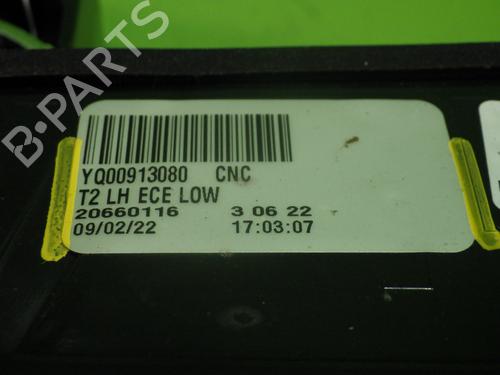 B-PARTS
YQ00913080 CNC
T2 LH ECE LOW
20660116 3 06 22
09/02/22 17:03:07